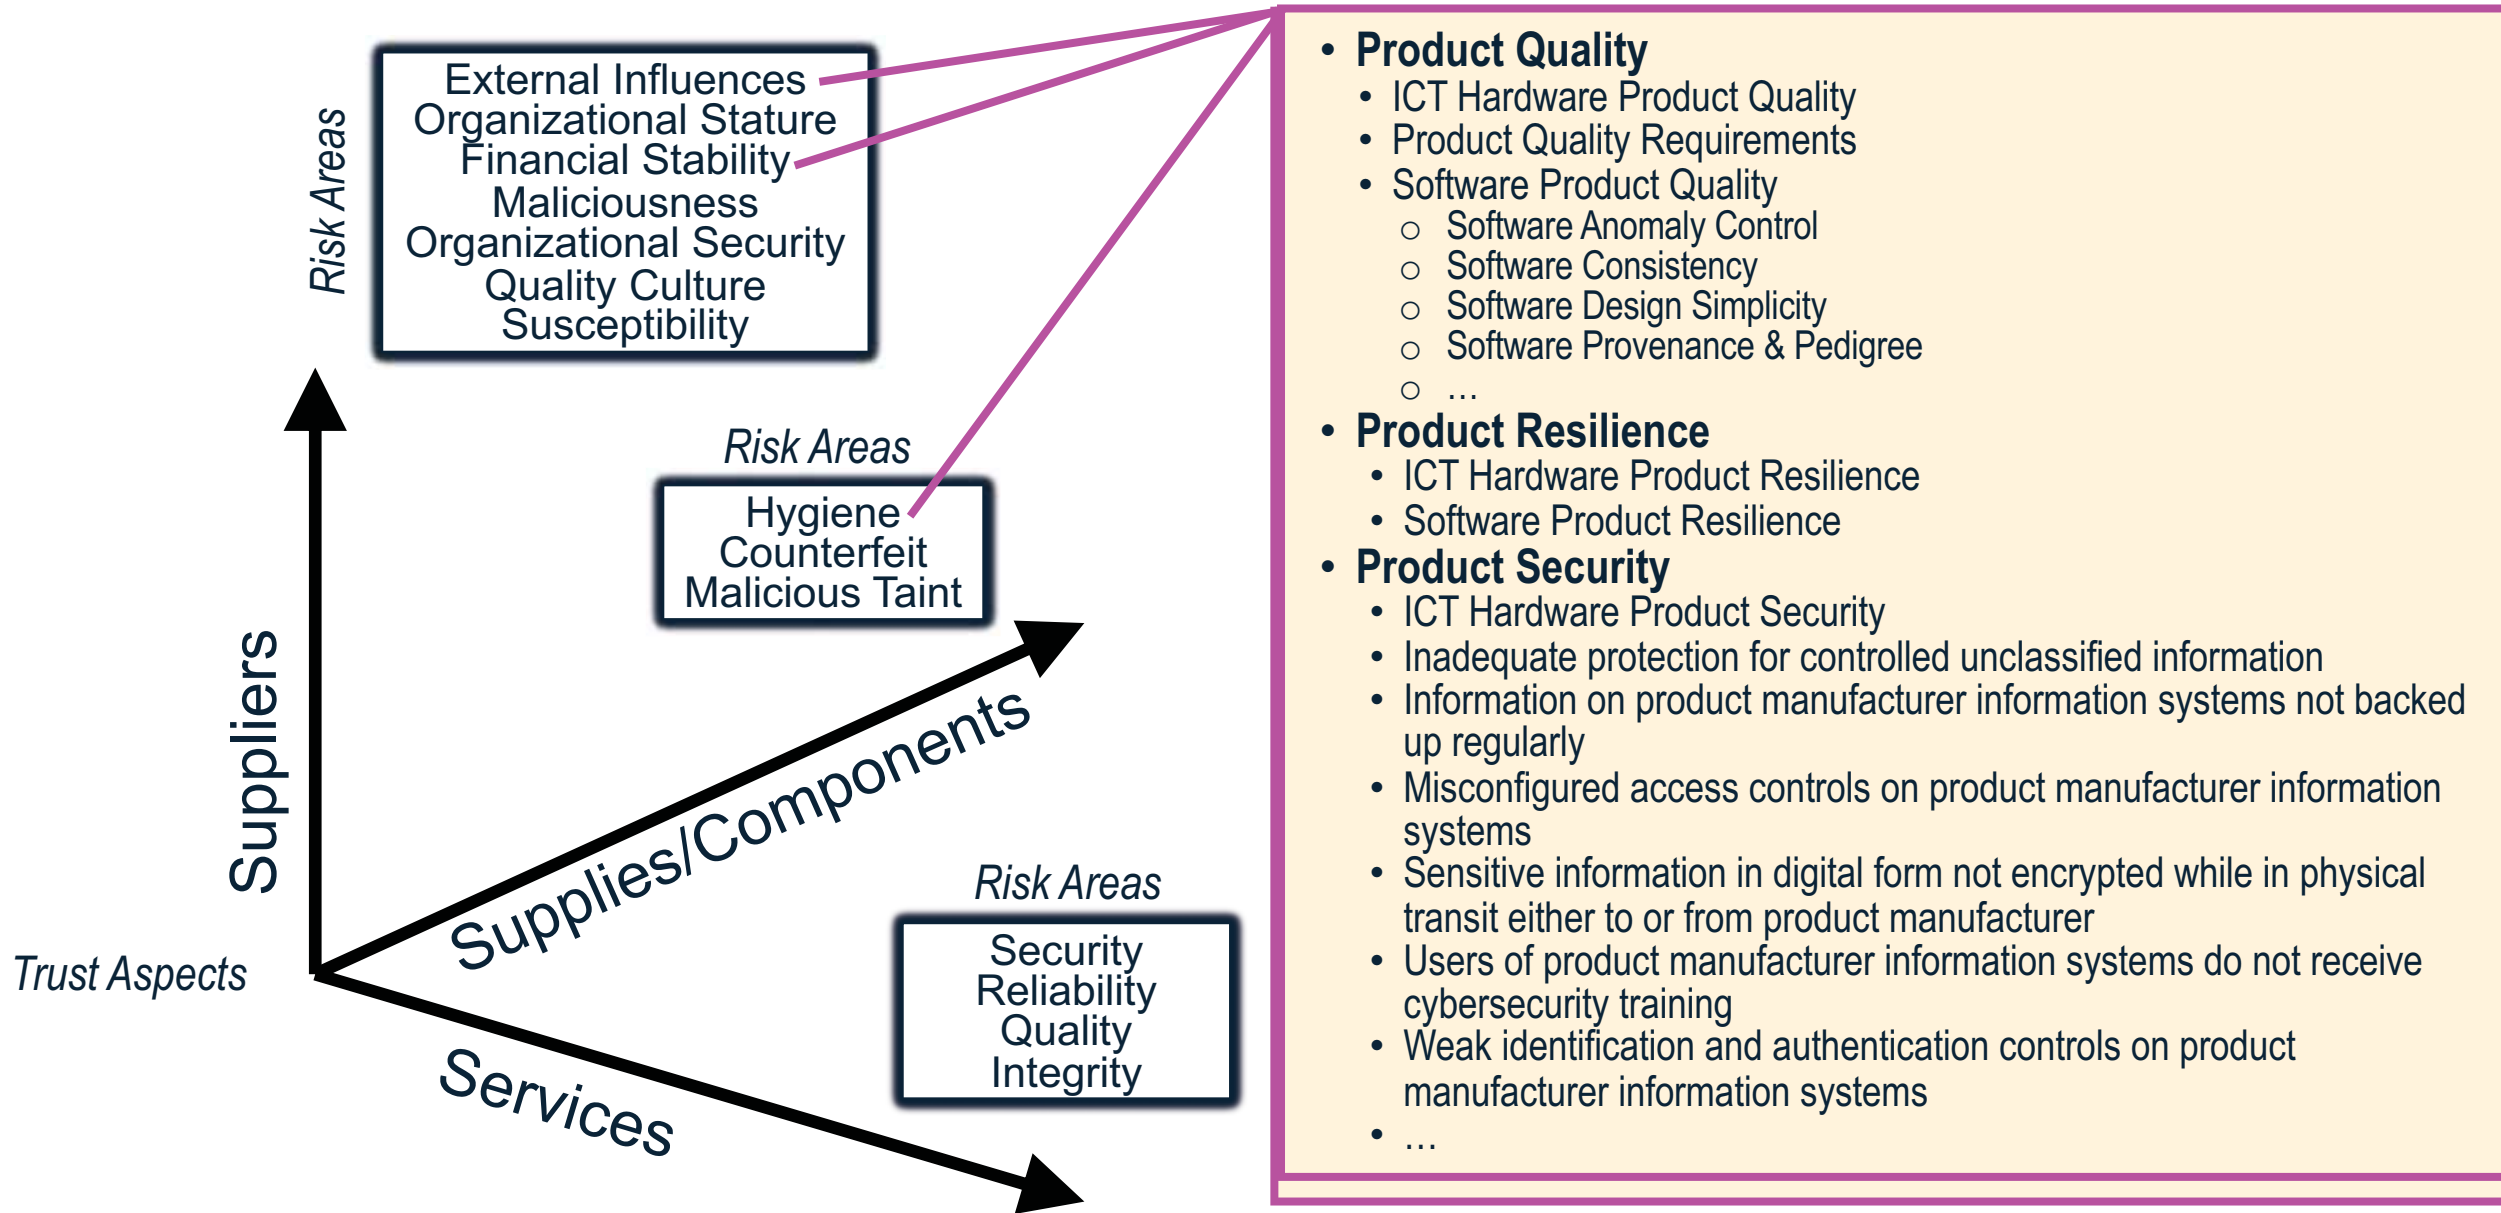 Risk Areas
External Influences
Organizational Stature
Financial Stability
Maliciousness
Organizational Security
Quality Culture
Susceptibility
Risk Areas
Hygiene
Counterfeit
Malicious Taint
Suppliers
Supplies/Components
Risk Areas
Security
Reliability
Quality
Integrity
Trust Aspects
Services
• Product Quality
• ICT Hardware Product Quality
• Product Quality Requirements
• Software Product Quality
○ Software Anomaly Control
○ Software Consistency
○ Software Design Simplicity
○ Software Provenance & Pedigree
○ …
• Product Resilience
• ICT Hardware Product Resilience
• Software Product Resilience
• Product Security
• ICT Hardware Product Security
• Inadequate protection for controlled unclassified information
• Information on product manufacturer information systems not backed
up regularly
• Misconfigured access controls on product manufacturer information
systems
• Sensitive information in digital form not encrypted while in physical
transit either to or from product manufacturer
• Users of product manufacturer information systems do not receive
cybersecurity training
• Weak identification and authentication controls on product
manufacturer information systems
• …